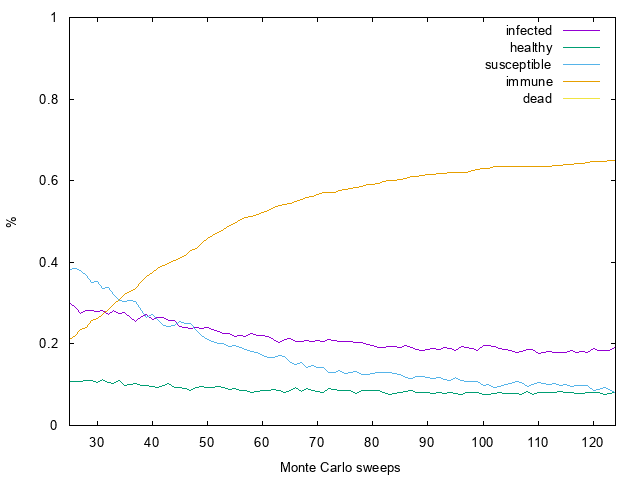 1
0.8
0.6
0.4
0.2
0
%
infected
healthy
susceptible
immune
dead
30 40 50 60 70 80 90 100 110 120
Monte Carlo sweeps